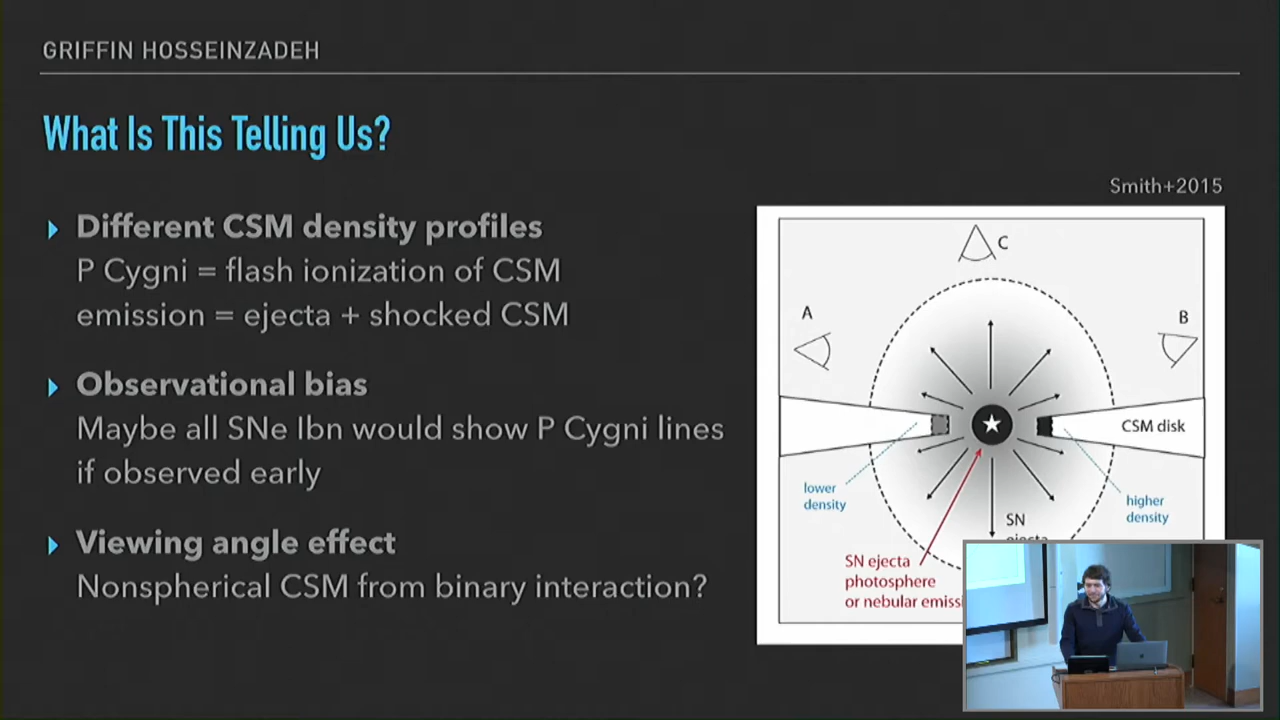 GRIFFIN HOSSEINZADEH
What Is This Telling Us?
Smith+2015
Different CSM density profiles
P Cygni = flash ionization of CSM
emission = ejecta + shocked CSM
Observational bias
Maybe all SNe Ibn would show P Cygni lines
if observed early
Viewing angle effect
Nonspherical CSM from binary interaction?
C
A
B
CSM disk
lower
density
higher
density
SN
ejecta
SN ejecta
photosphere
or nebular